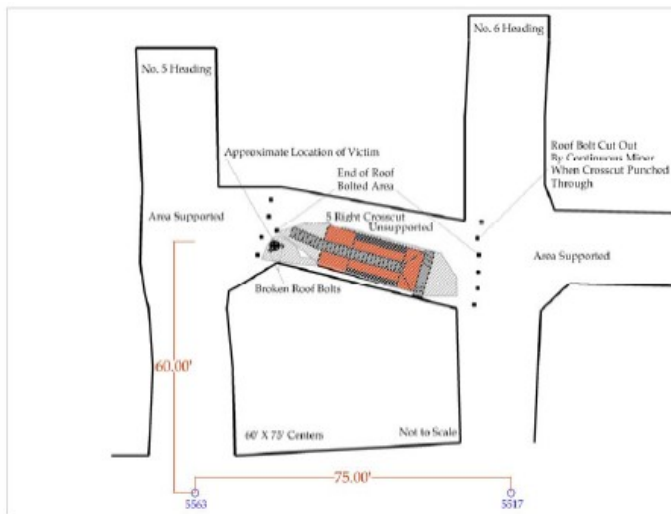 No. 6 Heading
No. 5 Heading
Approximate Location of Victim
Roof Bolt Cut Out
By Continuous Miner
When Crosscut Punched
Through
End of Roof
Bolted Area
5 Right Crosscut
Unsupported
Area Supported
Area Supported
Broken Roof Bolts
60.00'
60' X 75' Centers
Not to Scale
75.00'
5563
5517